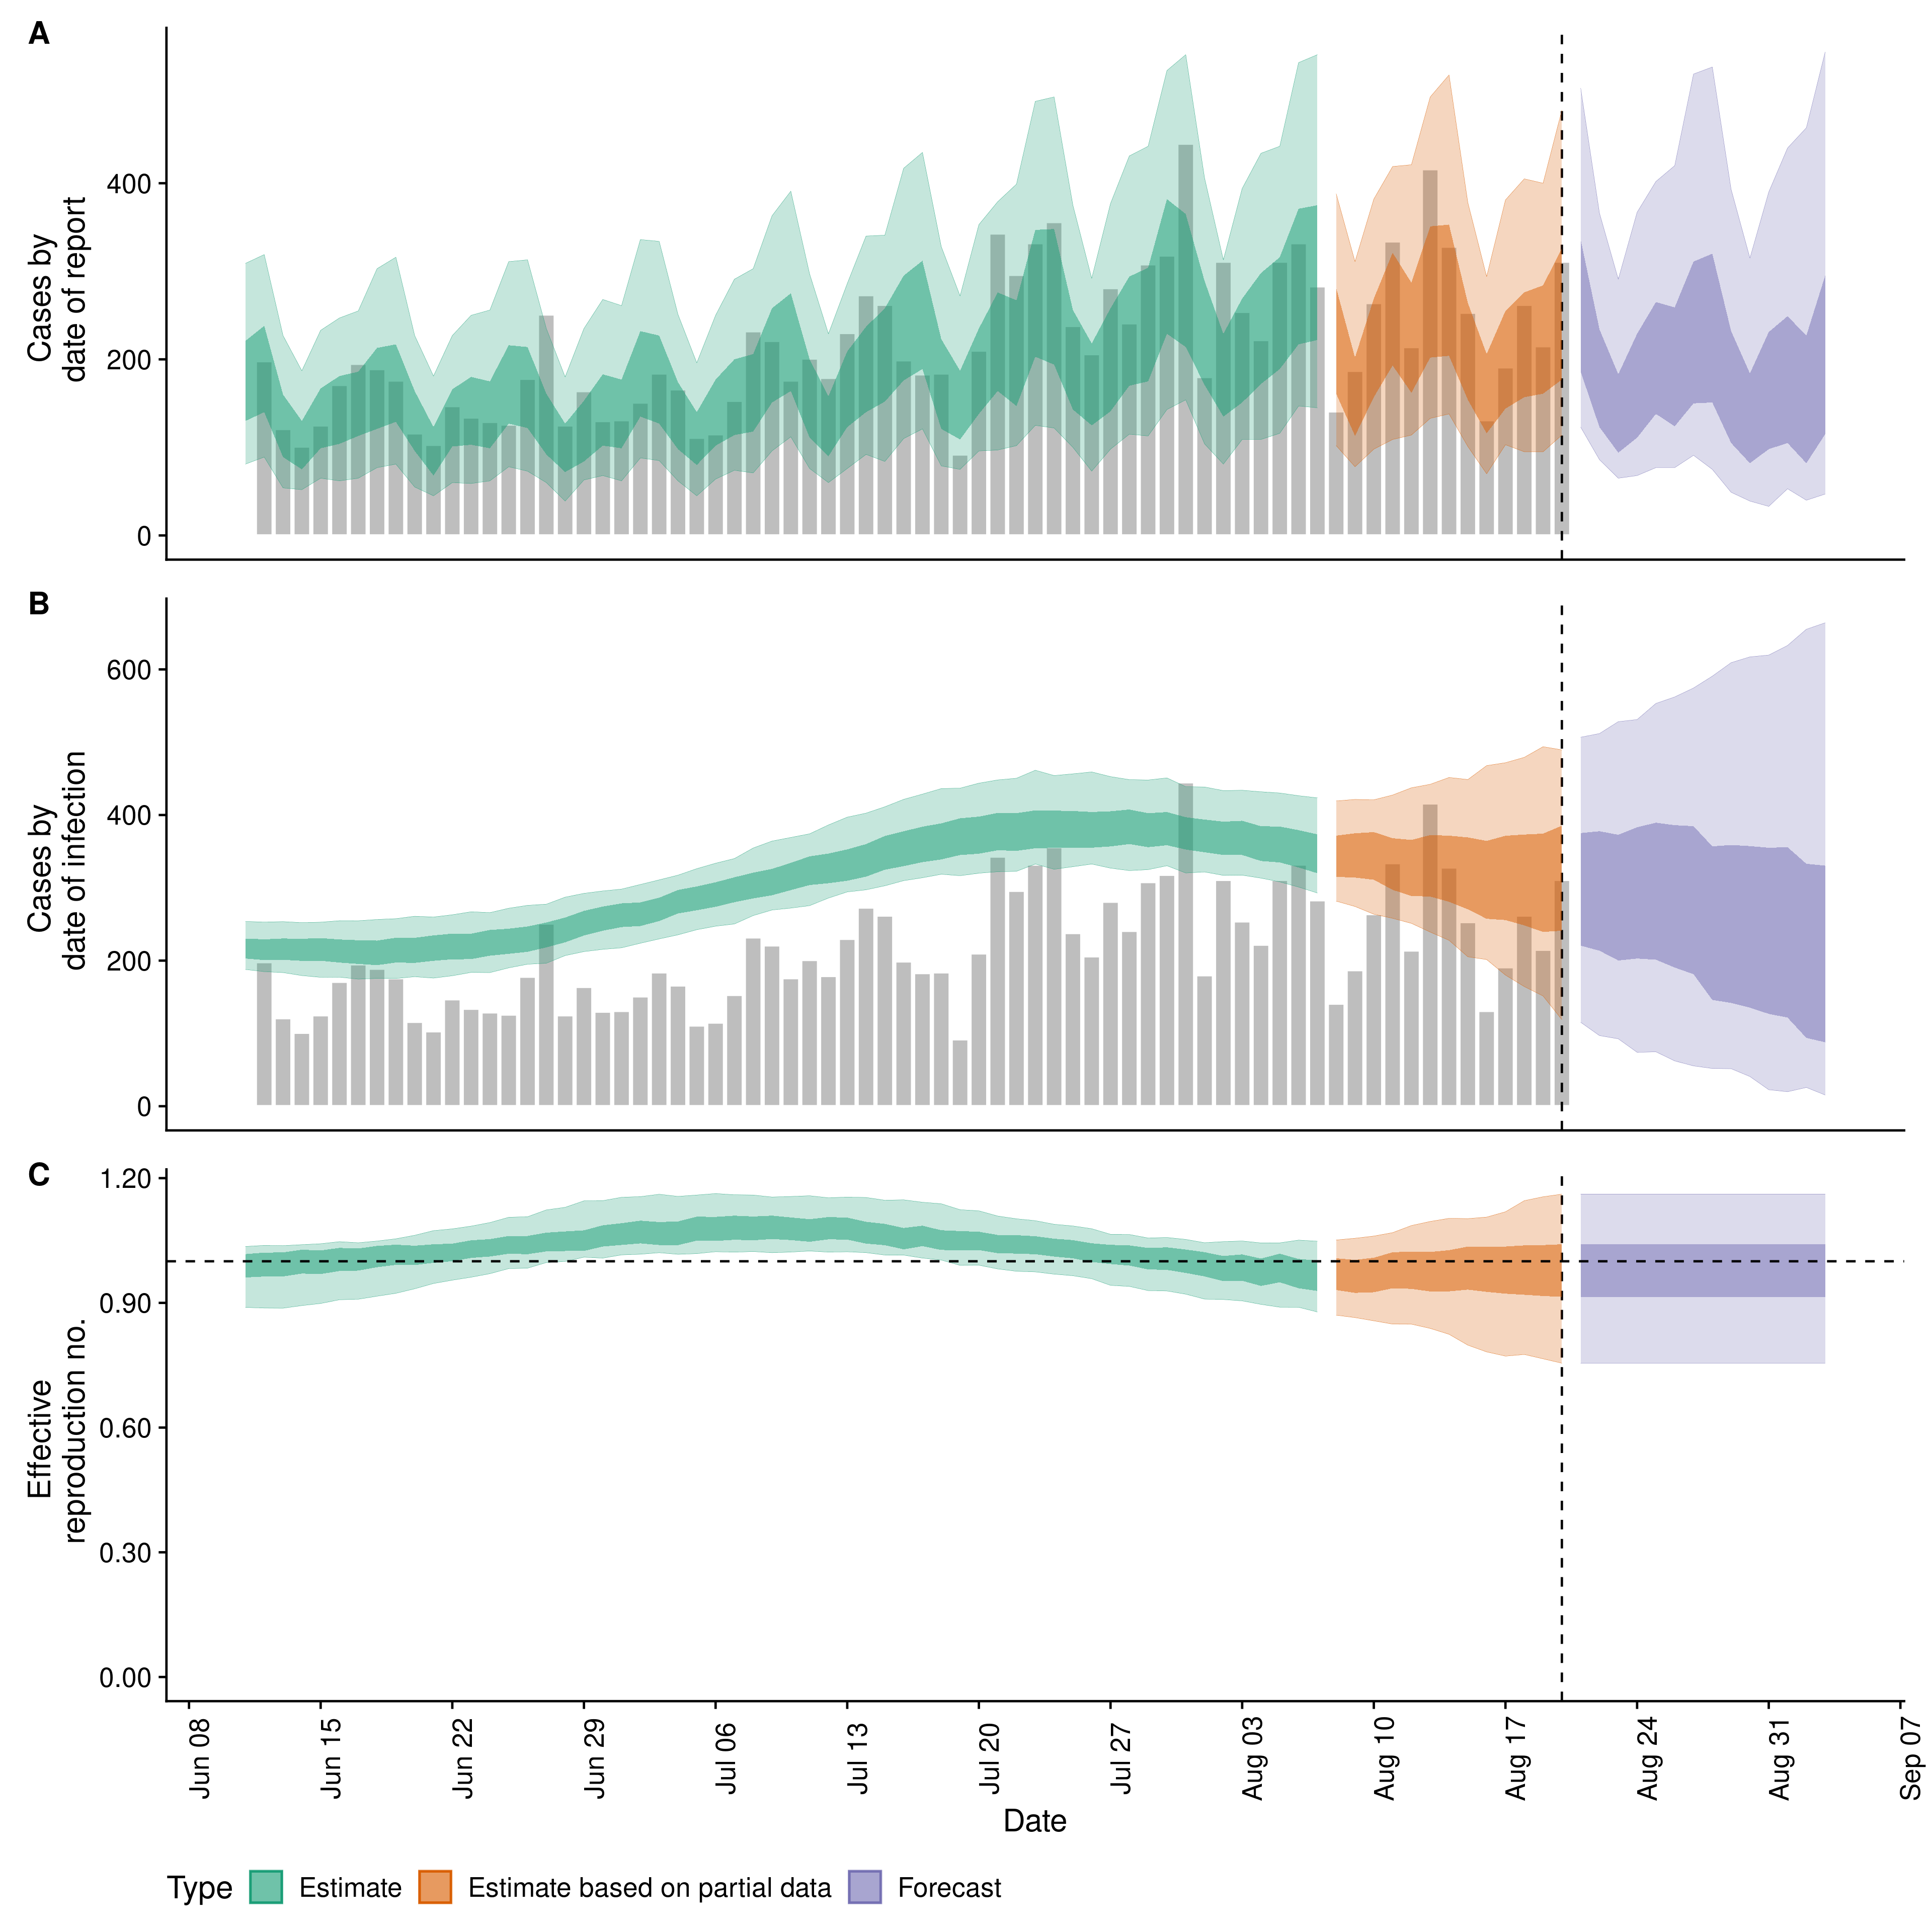 A
Cases by
date of report
400
200
0
B
Cases by
date of infection
600
400
200
0
C
Effective
reproduction no.
1.20
0.90
0.60
0.30
0.00
Jun 08
Jun 15
Jun 22
Jun 29
Jul 06
Jul 13
Jul 20
Jul 27
Aug 03
Aug 10
Aug 17
Aug 24
Aug 31
Sep 07
Date
Type Estimate Estimate based on partial data Forecast